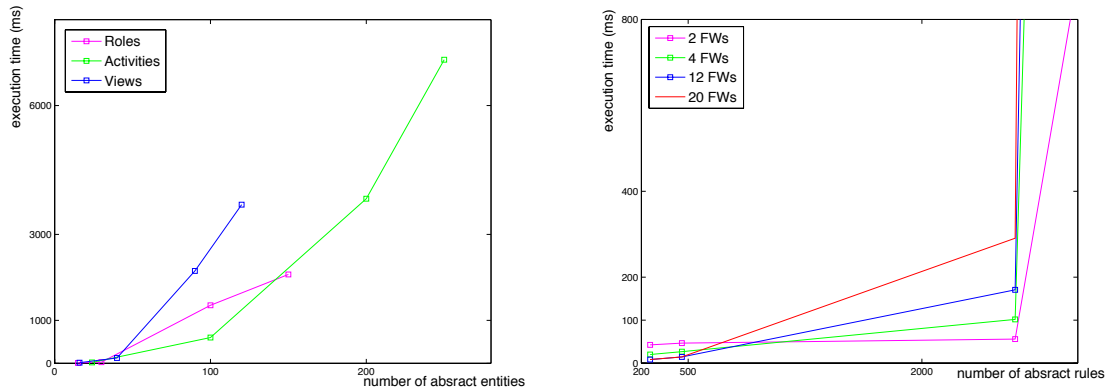 execution time (ms)
6000
3000
1000
0
0
100
200
number of absract entities
Roles
Activities
Views
execution time (ms)
800
400
200
100
0
200
500
2000
number of absract rules
2 FWs
4 FWs
12 FWs
20 FWs